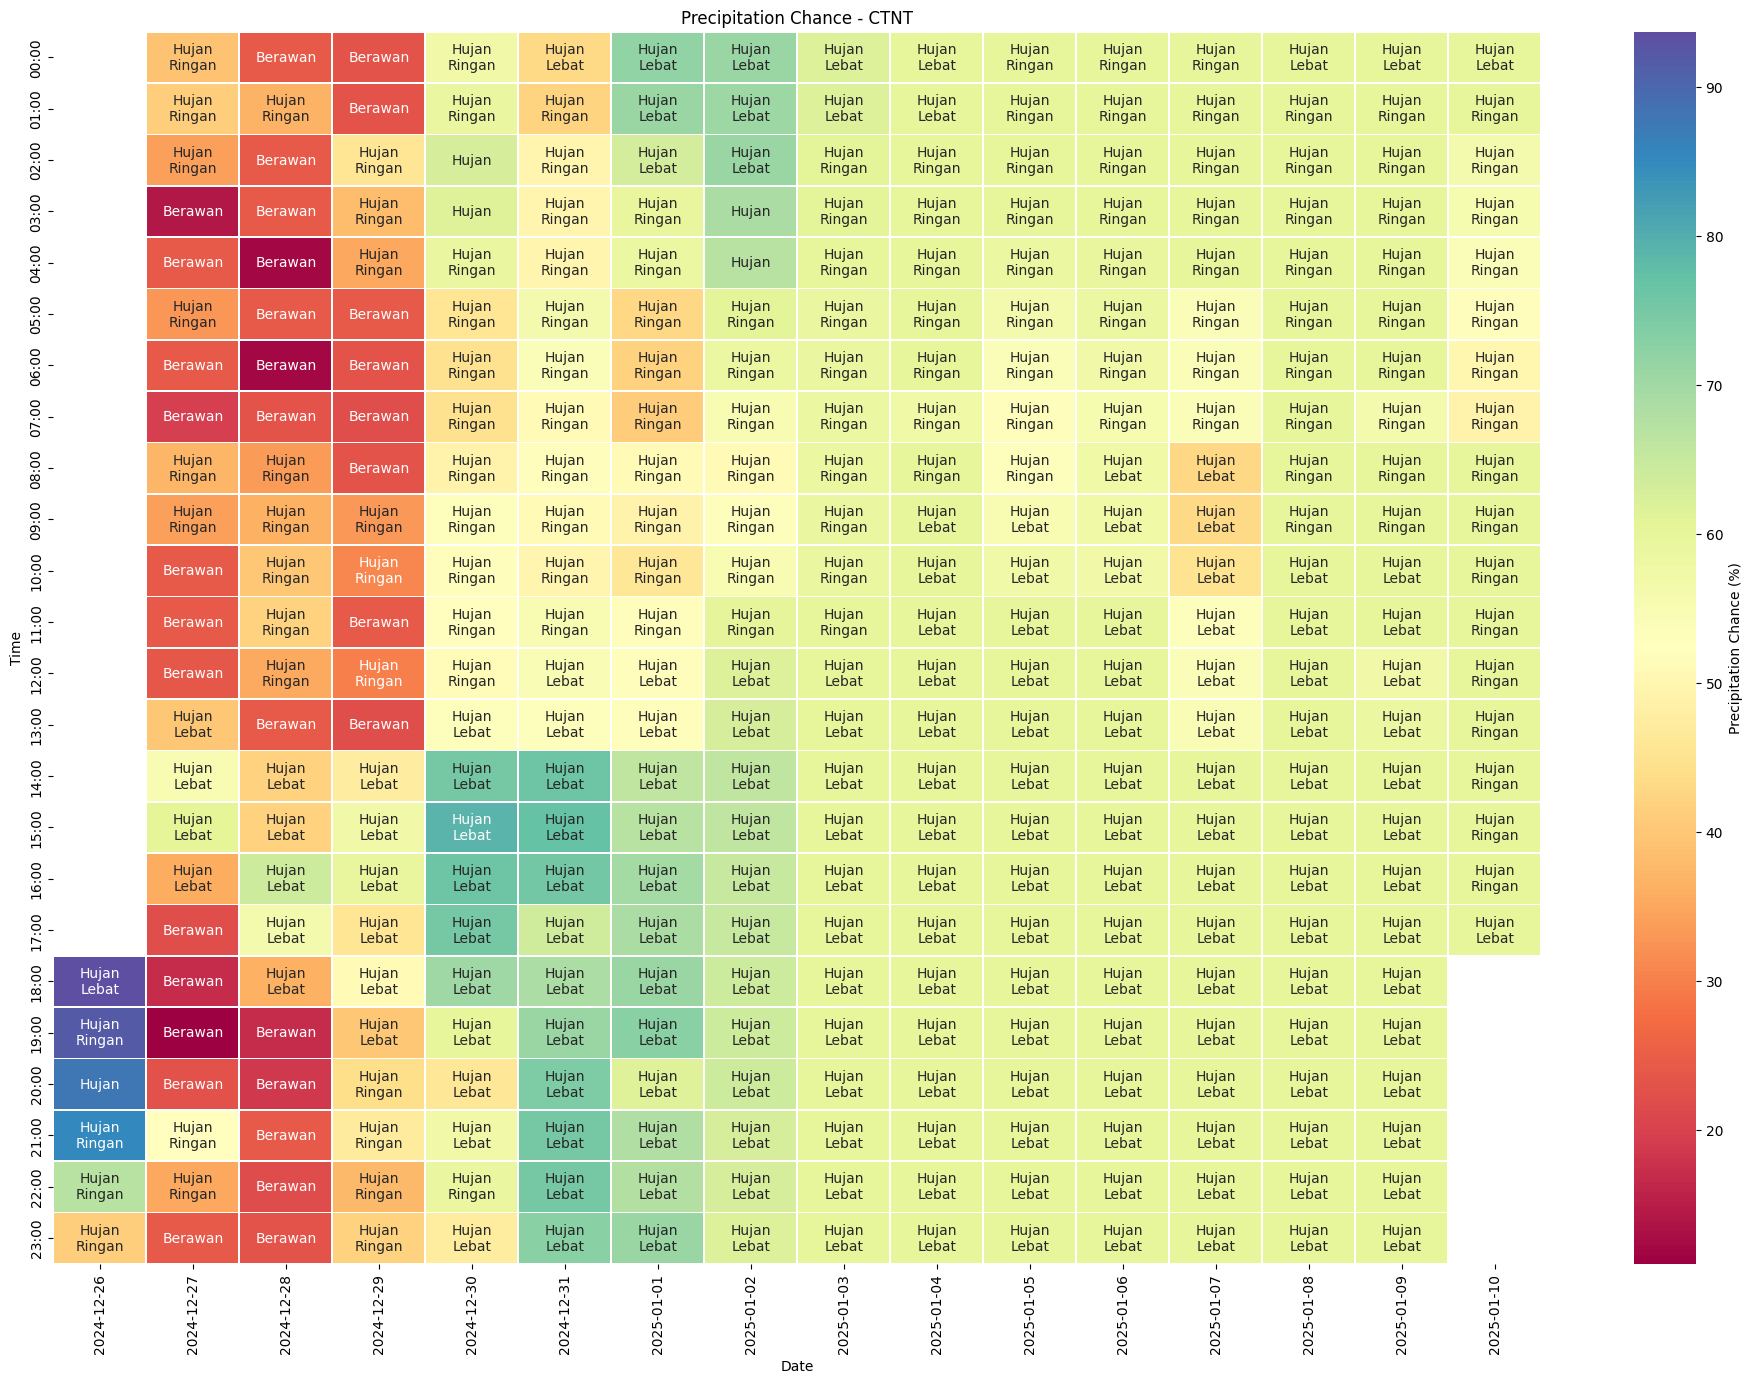 Precipitation Chance - CTNT
00:00 Hujan Ringan Berawan Berawan Hujan Ringan Hujan Lebat Hujan Lebat Hujan Lebat Hujan Lebat Hujan Lebat Hujan Ringan Hujan Ringan Hujan Ringan Hujan Lebat Hujan Lebat Hujan Lebat
01:00 Hujan Ringan Hujan Ringan Berawan Hujan Ringan Hujan Ringan Hujan Lebat Hujan Lebat Hujan Lebat Hujan Lebat Hujan Ringan Hujan Ringan Hujan Ringan Hujan Ringan Hujan Ringan Hujan Ringan
02:00 Hujan Ringan Berawan Hujan Ringan Hujan Hujan Ringan Hujan Lebat Hujan Lebat Hujan Ringan Hujan Ringan Hujan Ringan Hujan Ringan Hujan Ringan Hujan Ringan Hujan Ringan Hujan Ringan
03:00 Berawan Berawan Hujan Ringan Hujan Hujan Ringan Hujan Ringan Hujan Hujan Ringan Hujan Ringan Hujan Ringan Hujan Ringan Hujan Ringan Hujan Ringan Hujan Ringan Hujan Ringan
04:00 Berawan Berawan Hujan Ringan Hujan Ringan Hujan Ringan Hujan Ringan Hujan Hujan Ringan Hujan Ringan Hujan Ringan Hujan Ringan Hujan Ringan Hujan Ringan Hujan Ringan Hujan Ringan
05:00 Hujan Ringan Berawan Berawan Hujan Ringan Hujan Ringan Hujan Ringan Hujan Ringan Hujan Ringan Hujan Ringan Hujan Ringan Hujan Ringan Hujan Ringan Hujan Ringan Hujan Ringan Hujan Ringan
06:00 Berawan Berawan Berawan Hujan Ringan Hujan Ringan Hujan Ringan Hujan Ringan Hujan Ringan Hujan Ringan Hujan Ringan Hujan Ringan Hujan Ringan Hujan Ringan Hujan Ringan Hujan Ringan
07:00 Berawan Berawan Berawan Hujan Ringan Hujan Ringan Hujan Ringan Hujan Ringan Hujan Ringan Hujan Ringan Hujan Ringan Hujan Ringan Hujan Ringan Hujan Ringan Hujan Ringan Hujan Ringan
08:00 Hujan Ringan Hujan Ringan Berawan Hujan Ringan Hujan Ringan Hujan Ringan Hujan Ringan Hujan Ringan Hujan Ringan Hujan Ringan Hujan Lebat Hujan Lebat Hujan Ringan Hujan Ringan Hujan Ringan
09:00 Hujan Ringan Hujan Ringan Hujan Ringan Hujan Ringan Hujan Ringan Hujan Ringan Hujan Ringan Hujan Ringan Hujan Lebat Hujan Lebat Hujan Lebat Hujan Lebat Hujan Ringan Hujan Ringan Hujan Ringan
10:00 Berawan Hujan Ringan Hujan Ringan Hujan Ringan Hujan Ringan Hujan Ringan Hujan Ringan Hujan Ringan Hujan Lebat Hujan Lebat Hujan Lebat Hujan Lebat Hujan Lebat Hujan Lebat Hujan Ringan
11:00 Berawan Hujan Ringan Berawan Hujan Ringan Hujan Ringan Hujan Ringan Hujan Ringan Hujan Ringan Hujan Lebat Hujan Lebat Hujan Lebat Hujan Lebat Hujan Lebat Hujan Lebat Hujan Ringan
12:00 Berawan Hujan Ringan Hujan Ringan Hujan Ringan Hujan Lebat Hujan Lebat Hujan Lebat Hujan Lebat Hujan Lebat Hujan Lebat Hujan Lebat Hujan Lebat Hujan Lebat Hujan Lebat Hujan Ringan
13:00 Hujan Lebat Berawan Berawan Hujan Lebat Hujan Lebat Hujan Lebat Hujan Lebat Hujan Lebat Hujan Lebat Hujan Lebat Hujan Lebat Hujan Lebat Hujan Lebat Hujan Lebat Hujan Ringan
14:00 Hujan Lebat Hujan Lebat Hujan Lebat Hujan Lebat Hujan Lebat Hujan Lebat Hujan Lebat Hujan Lebat Hujan Lebat Hujan Lebat Hujan Lebat Hujan Lebat Hujan Lebat Hujan Lebat Hujan Ringan
15:00 Hujan Lebat Hujan Lebat Hujan Lebat Hujan Lebat Hujan Lebat Hujan Lebat Hujan Lebat Hujan Lebat Hujan Lebat Hujan Lebat Hujan Lebat Hujan Lebat Hujan Lebat Hujan Lebat Hujan Ringan
16:00 Hujan Lebat Hujan Lebat Hujan Lebat Hujan Lebat Hujan Lebat Hujan Lebat Hujan Lebat Hujan Lebat Hujan Lebat Hujan Lebat Hujan Lebat Hujan Lebat Hujan Lebat Hujan Lebat Hujan Ringan
17:00 Berawan Hujan Lebat Hujan Lebat Hujan Lebat Hujan Lebat Hujan Lebat Hujan Lebat Hujan Lebat Hujan Lebat Hujan Lebat Hujan Lebat Hujan Lebat Hujan Lebat Hujan Lebat Hujan Lebat
18:00 Hujan Lebat Berawan Hujan Lebat Hujan Lebat Hujan Lebat Hujan Lebat Hujan Lebat Hujan Lebat Hujan Lebat Hujan Lebat Hujan Lebat Hujan Lebat Hujan Lebat Hujan Lebat Hujan Lebat
19:00 Hujan Ringan Berawan Berawan Hujan Lebat Hujan Lebat Hujan Lebat Hujan Lebat Hujan Lebat Hujan Lebat Hujan Lebat Hujan Lebat Hujan Lebat Hujan Lebat Hujan Lebat Hujan Lebat
20:00 Hujan Berawan Berawan Hujan Ringan Hujan Lebat Hujan Lebat Hujan Lebat Hujan Lebat Hujan Lebat Hujan Lebat Hujan Lebat Hujan Lebat Hujan Lebat Hujan Lebat Hujan Lebat
21:00 Hujan Ringan Hujan Ringan Berawan Hujan Ringan Hujan Lebat Hujan Lebat Hujan Lebat Hujan Lebat Hujan Lebat Hujan Lebat Hujan Lebat Hujan Lebat Hujan Lebat Hujan Lebat Hujan Lebat
22:00 Hujan Ringan Hujan Ringan Berawan Hujan Ringan Hujan Ringan Hujan Lebat Hujan Lebat Hujan Lebat Hujan Lebat Hujan Lebat Hujan Lebat Hujan Lebat Hujan Lebat Hujan Lebat Hujan Lebat
23:00 Hujan Ringan Berawan Berawan Hujan Ringan Hujan Lebat Hujan Lebat Hujan Lebat Hujan Lebat Hujan Lebat Hujan Lebat Hujan Lebat Hujan Lebat Hujan Lebat Hujan Lebat Hujan Lebat
Time
2024-12-26 2024-12-27 2024-12-28 2024-12-29 2024-12-30 2024-12-31 2025-01-01 2025-01-02 2025-01-03 2025-01-04 2025-01-05 2025-01-06 2025-01-07 2025-01-08 2025-01-09 2025-01-10
Date
90
80
70
60
50
40
30
20
Precipitation Chance (%)